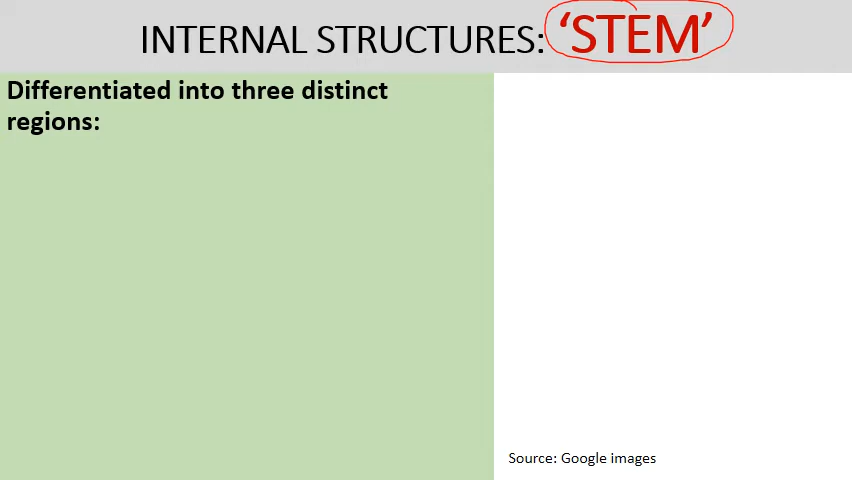 INTERNAL STRUCTURES: ‘STEM’
Differentiated into three distinct
regions:
Source: Google images